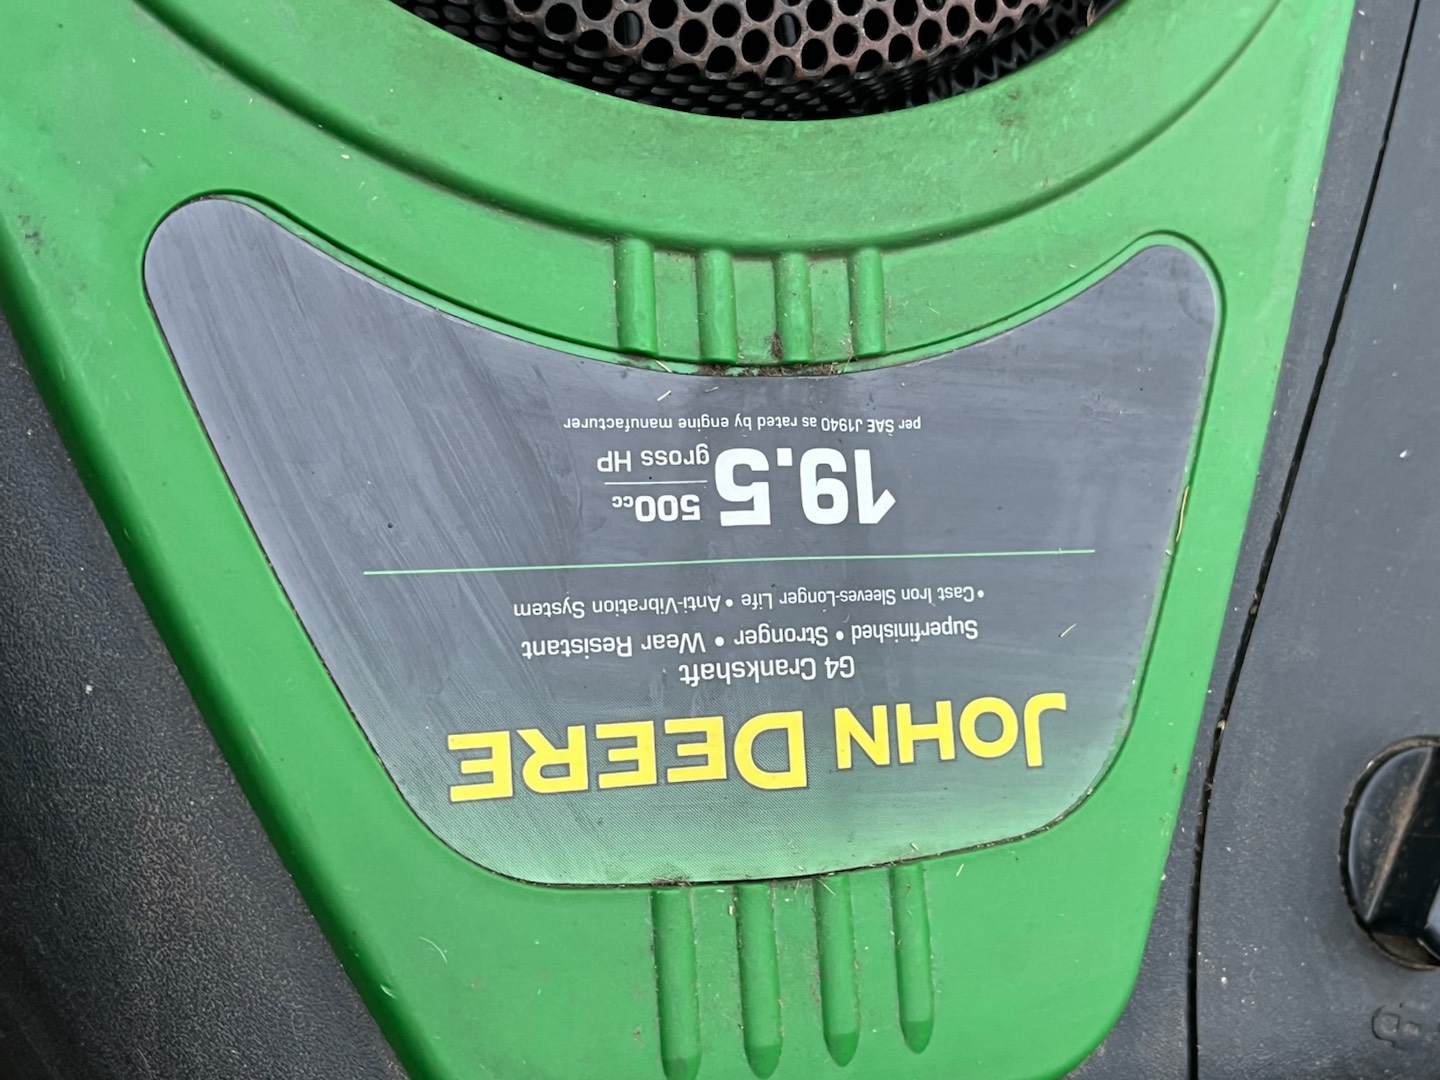 JOHN DEERE
G4 Crankshaft
Superfinished • Stronger • Wear Resistant
• Cast Iron Sleeves-Longer Life • Anti-Vibration System
19.5 500cc
gross HP
per SAE J1940 as rated by engine manufacturer